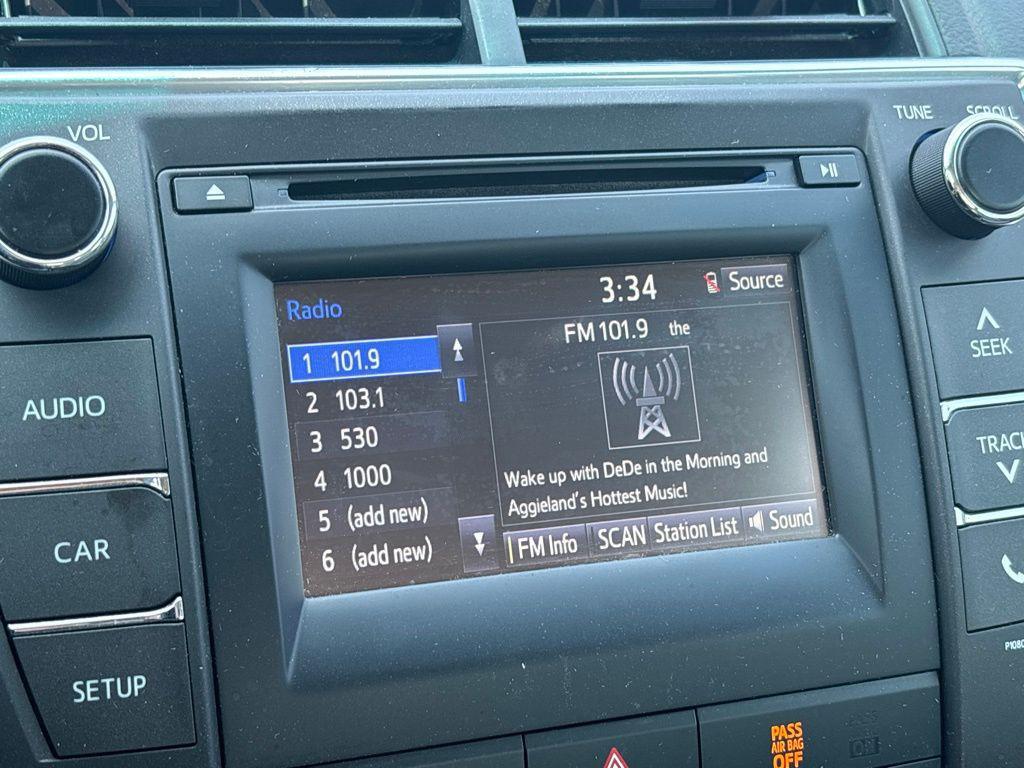 VOL
TUNE SCROLL
AUDIO
CAR
SETUP
Radio
3:34
Source
1 101.9
2 103.1
3 530
4 1000
5 (add new)
6 (add new)
FM 101.9 the
Wake up with DeDe in the Morning and
Aggieland's Hottest Music!
FM Info
SCAN
Station List
Sound
SEEK
TRACK
PASS
AIR BAG
OFF
ON